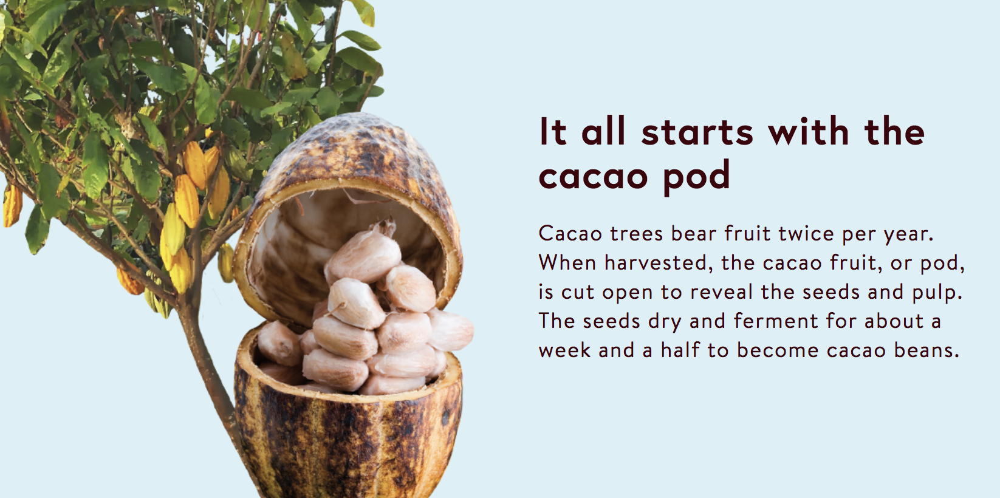 It all starts with the
cacao pod
Cacao trees bear fruit twice per year.
When harvested, the cacao fruit, or pod,
is cut open to reveal the seeds and pulp.
The seeds dry and ferment for about a
week and a half to become cacao beans.